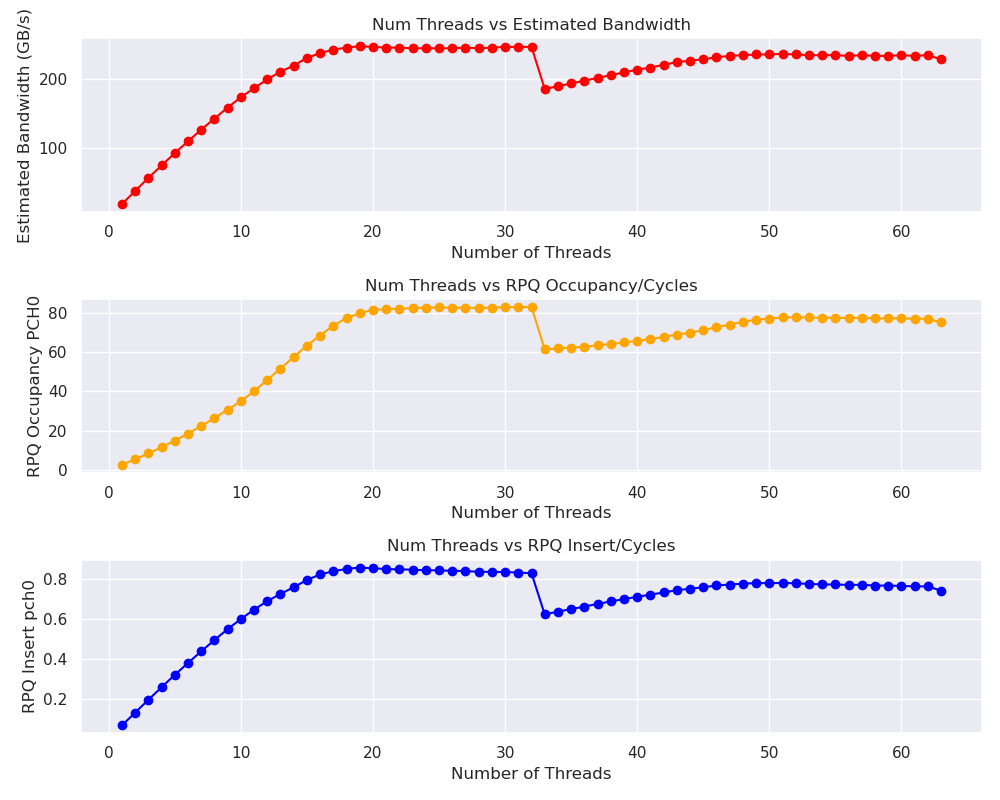 Num Threads vs Estimated Bandwidth
Estimated Bandwidth (GB/s)
200
100
0 10 20 30 40 50 60
Number of Threads
Num Threads vs RPQ Occupancy/Cycles
RPQ Occupancy PCH0
80
60
40
20
0
0 10 20 30 40 50 60
Number of Threads
Num Threads vs RPQ Insert/Cycles
RPQ Insert pch0
0.8
0.6
0.4
0.2
0 10 20 30 40 50 60
Number of Threads